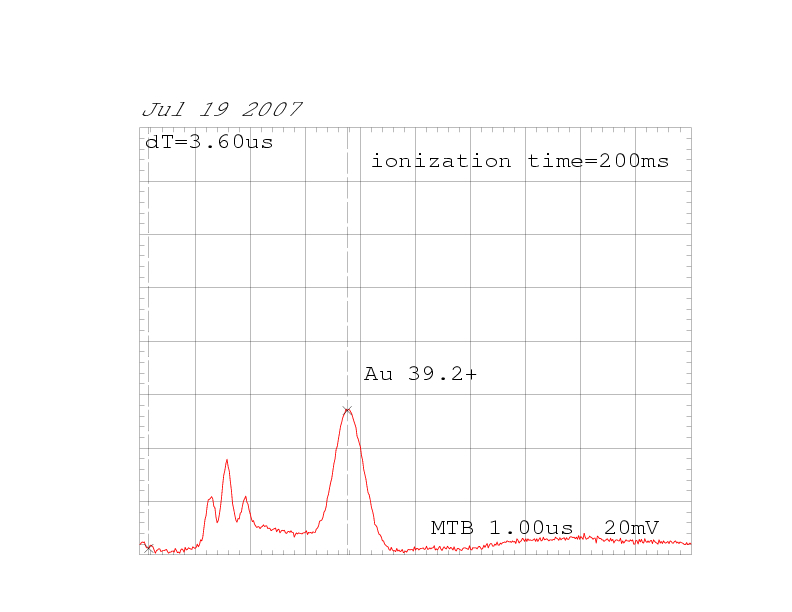 Jul 19 2007
dT=3.60us
ionization time=200ms
Au 39.2+
MTB 1.00us 20mV